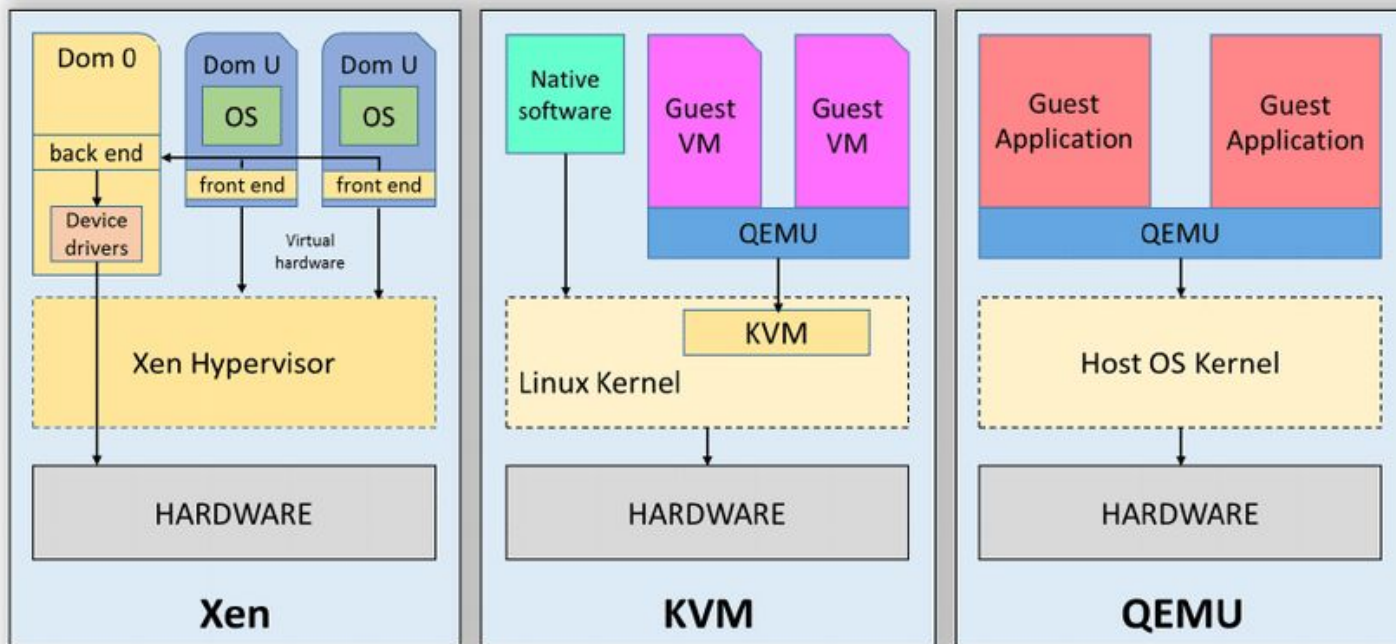 Dom 0
back end
Device
drivers
Dom U
OS
front end
Dom U
OS
front end
Virtual
hardware
Xen Hypervisor
HARDWARE
Xen
Native
software
Guest
VM
Guest
VM
QEMU
KVM
Linux Kernel
HARDWARE
KVM
Guest
Application
Guest
Application
QEMU
Host OS Kernel
HARDWARE
QEMU